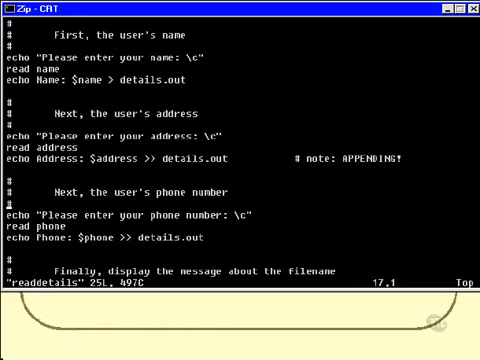 Zip - CAT
#
# First, the user's name
#
echo "Please enter your name: \c"
read name
echo Name: $name > details.out
#
# Next, the user's address
#
echo "Please enter your address: \c"
read address
echo Address: $address >> details.out # note: APPENDING!
#
# Next, the user's phone number
#
echo "Please enter your phone number: \c"
read phone
echo Phone: $phone >> details.out
#
# Finally, display the message about the filename
"readdetails" 25L, 497C 17,1 Top